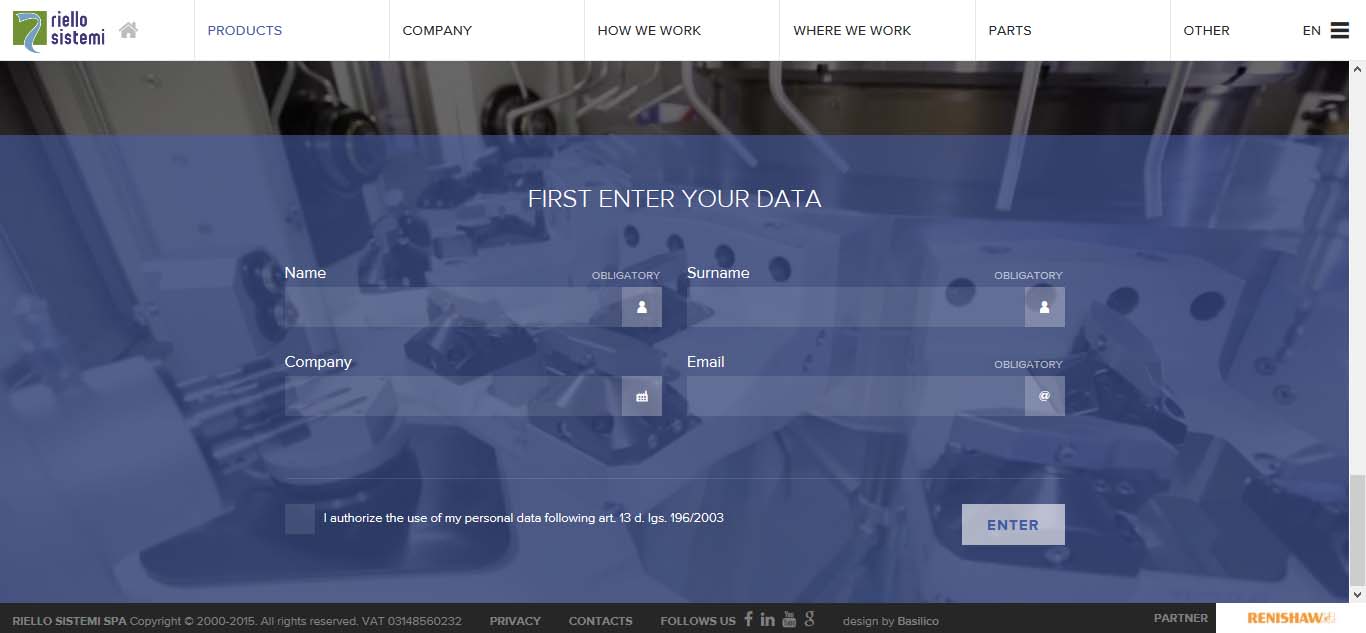 riello
sistemi
PRODUCTS
COMPANY
HOW WE WORK
WHERE WE WORK
PARTS
OTHER
EN
FIRST ENTER YOUR DATA
Name
OBLIGATORY
Surname
OBLIGATORY
Company
Email
OBLIGATORY
@
I authorize the use of my personal data following art. 13 d. lgs. 196/2003
ENTER
RIELLO SISTEMI SPA Copyright © 2000-2015. All rights reserved. VAT 03148560232
PRIVACY
CONTACTS
FOLLOWS US
design by Basilico
PARTNER
RENISHAW